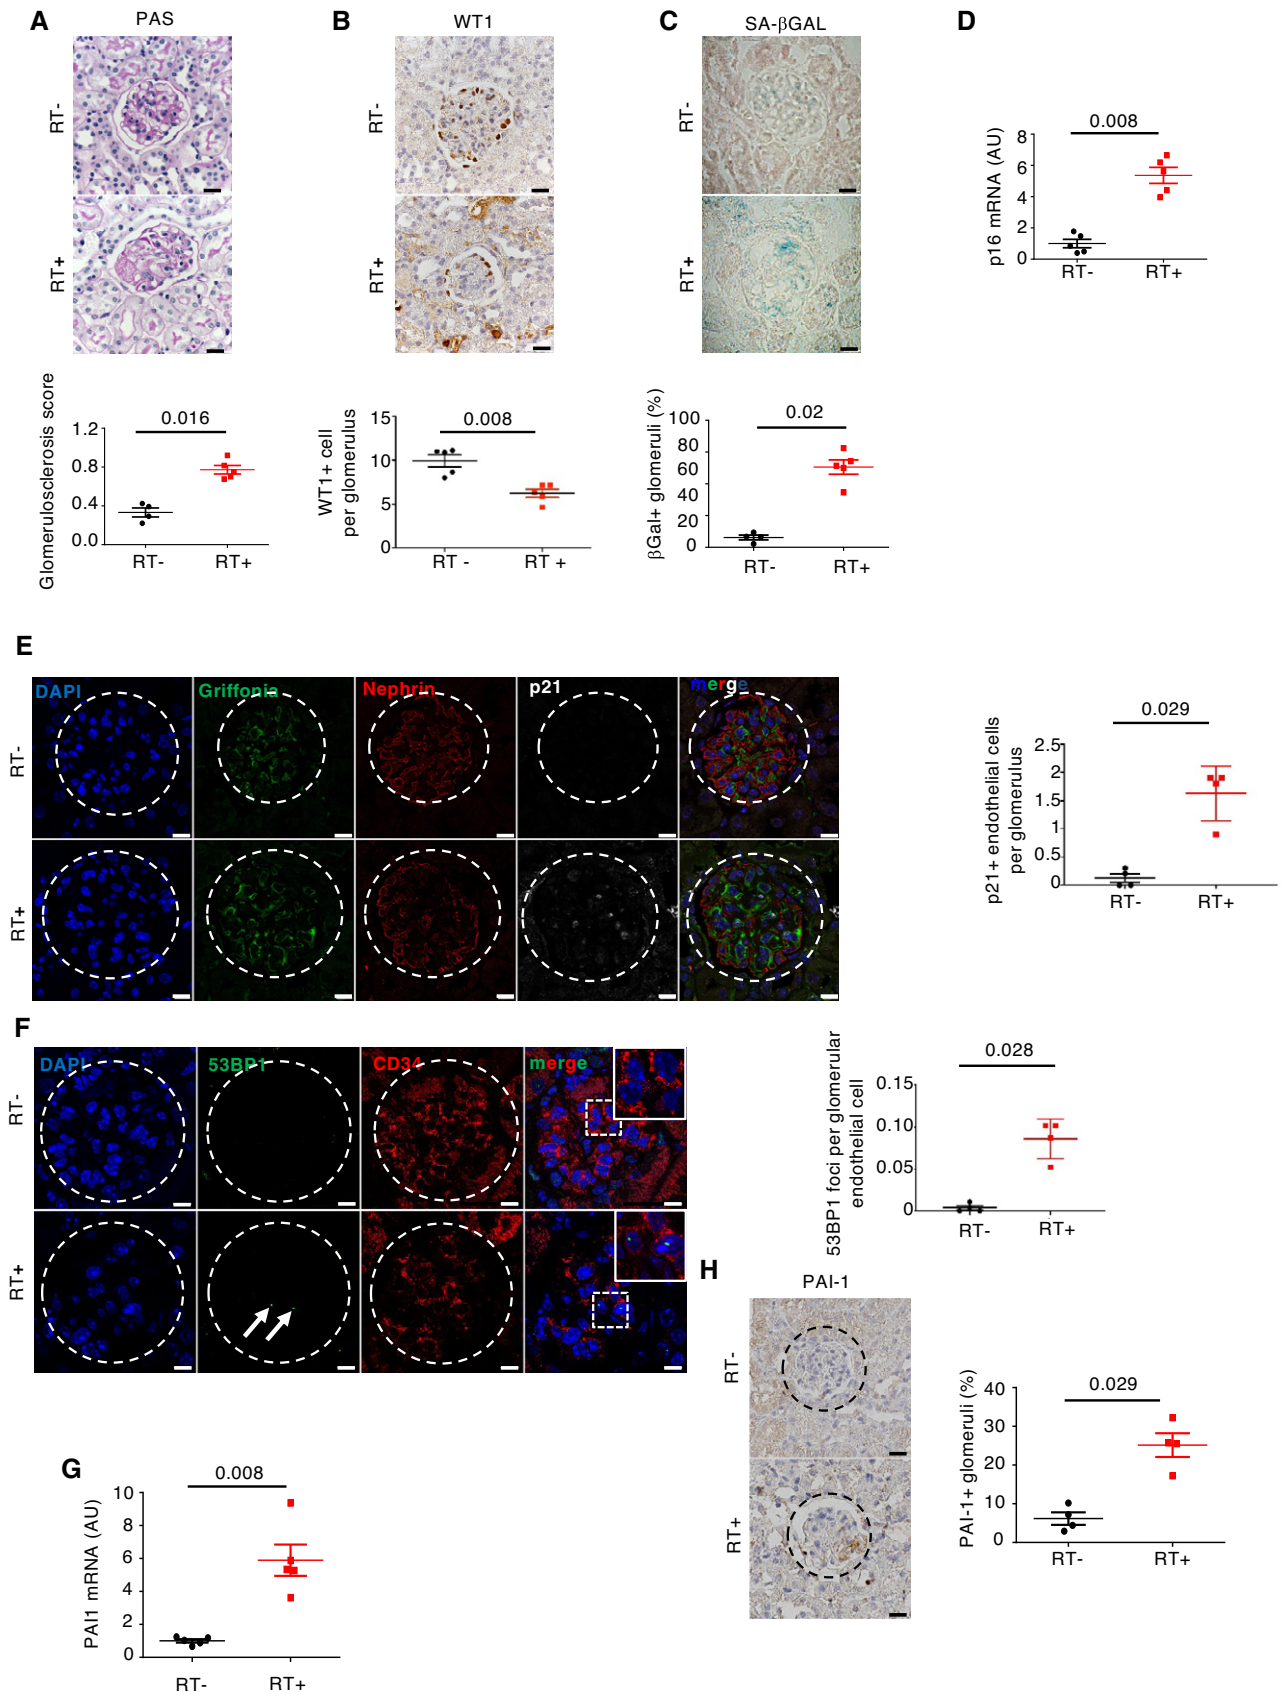 A
PAS
B
WT1
C
SA-βGAL
D
RT-
RT+
RT-
RT+
RT-
RT+
p16 mRNA (AU)
0.008
8
6
4
2
0
RT-
RT+
Glomerulosclerosis score
0.016
1.2
0.8
0.4
0.0
RT-
RT+
WT1+ cell
per glomerulus
0.008
15
10
5
0
RT -
RT +
βGal+ glomeruli (%)
0.02
100
80
60
40
20
0
RT-
RT+
E
DAPI
Griffonia
Nephrin
p21
merge
RT-
RT+
p21+ endothelial cells
per glomerulus
0.029
2.5
2
1.5
1
0.5
0
RT-
RT+
F
DAPI
53BP1
CD34
merge
RT-
RT+
53BP1 foci per glomerular
endothelial cell
0.028
0.15
0.10
0.05
0
RT-
RT+
G
PAI1 mRNA (AU)
0.008
10
8
6
4
2
0
RT-
RT+
H
PAI-1
RT-
RT+
PAI-1+ glomeruli (%)
0.029
40
30
20
10
0
RT-
RT+